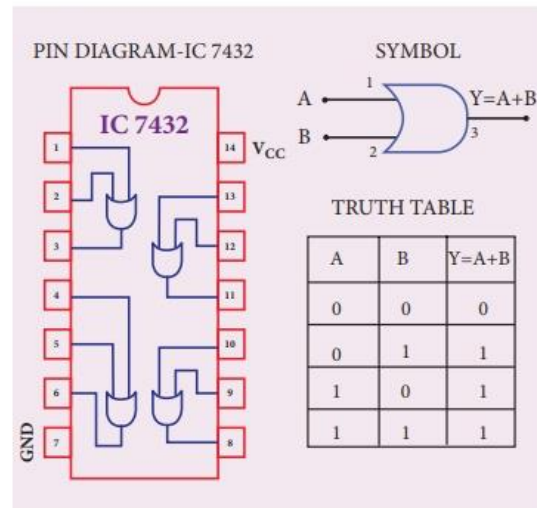 PIN DIAGRAM-IC 7432
IC 7432
1
2
3
4
5
6
7
GND
14
V_CC
13
12
11
10
9
8
SYMBOL
A
1
B
2
Y=A+B
3
TRUTH TABLE
A B Y=A+B
0 0 0
0 1 1
1 0 1
1 1 1